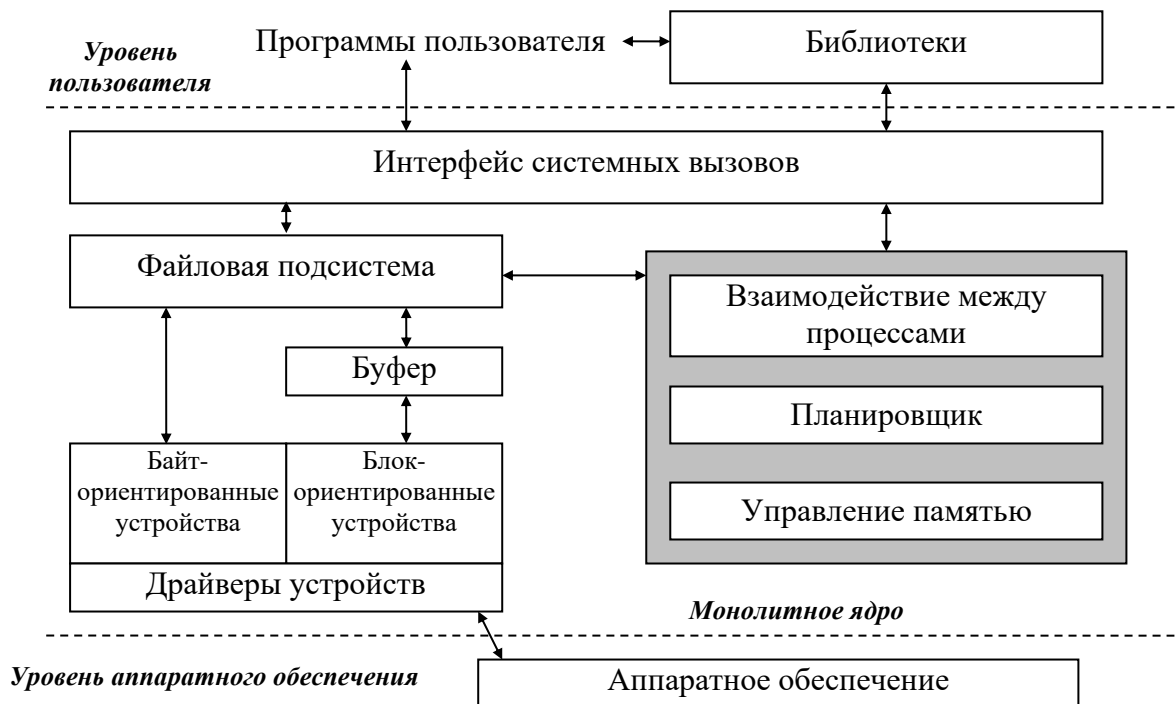 Уровень
пользователя
Программы пользователя
Библиотеки
Интерфейс системных вызовов
Файловая подсистема
Взаимодействие между
процессами
Буфер
Планировщик
Байт-
ориентированные
устройства
Блок-
ориентированные
устройства
Управление памятью
Драйверы устройств
Монолитное ядро
Уровень аппаратного обеспечения
Аппаратное обеспечение